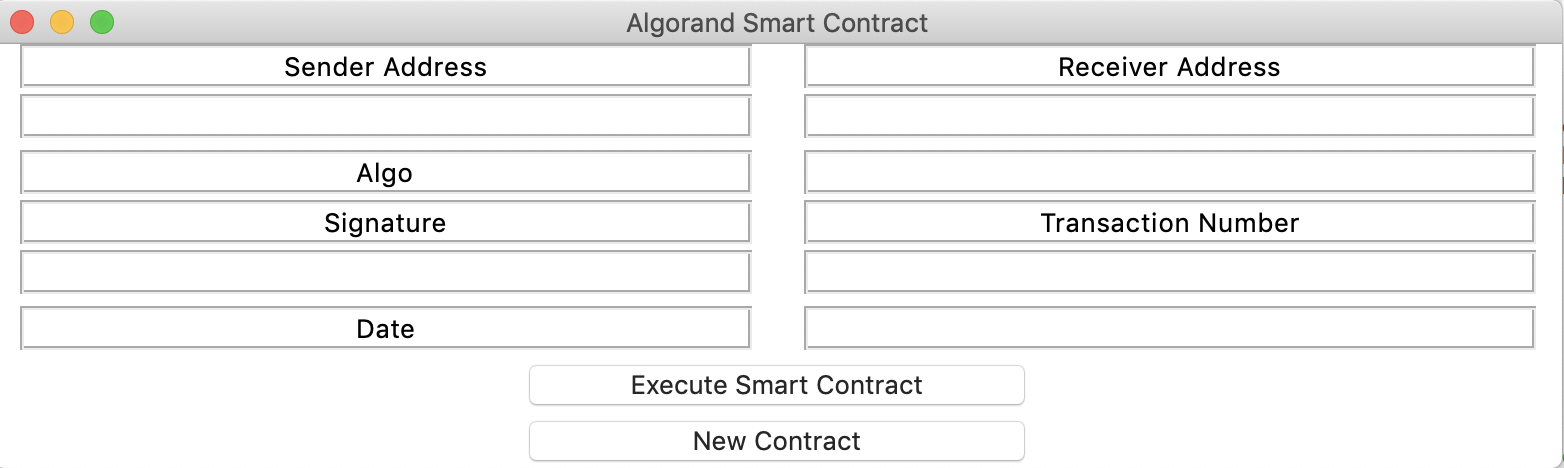 Algorand Smart Contract
Sender Address
Receiver Address
Algo
Signature
Transaction Number
Date
Execute Smart Contract
New Contract